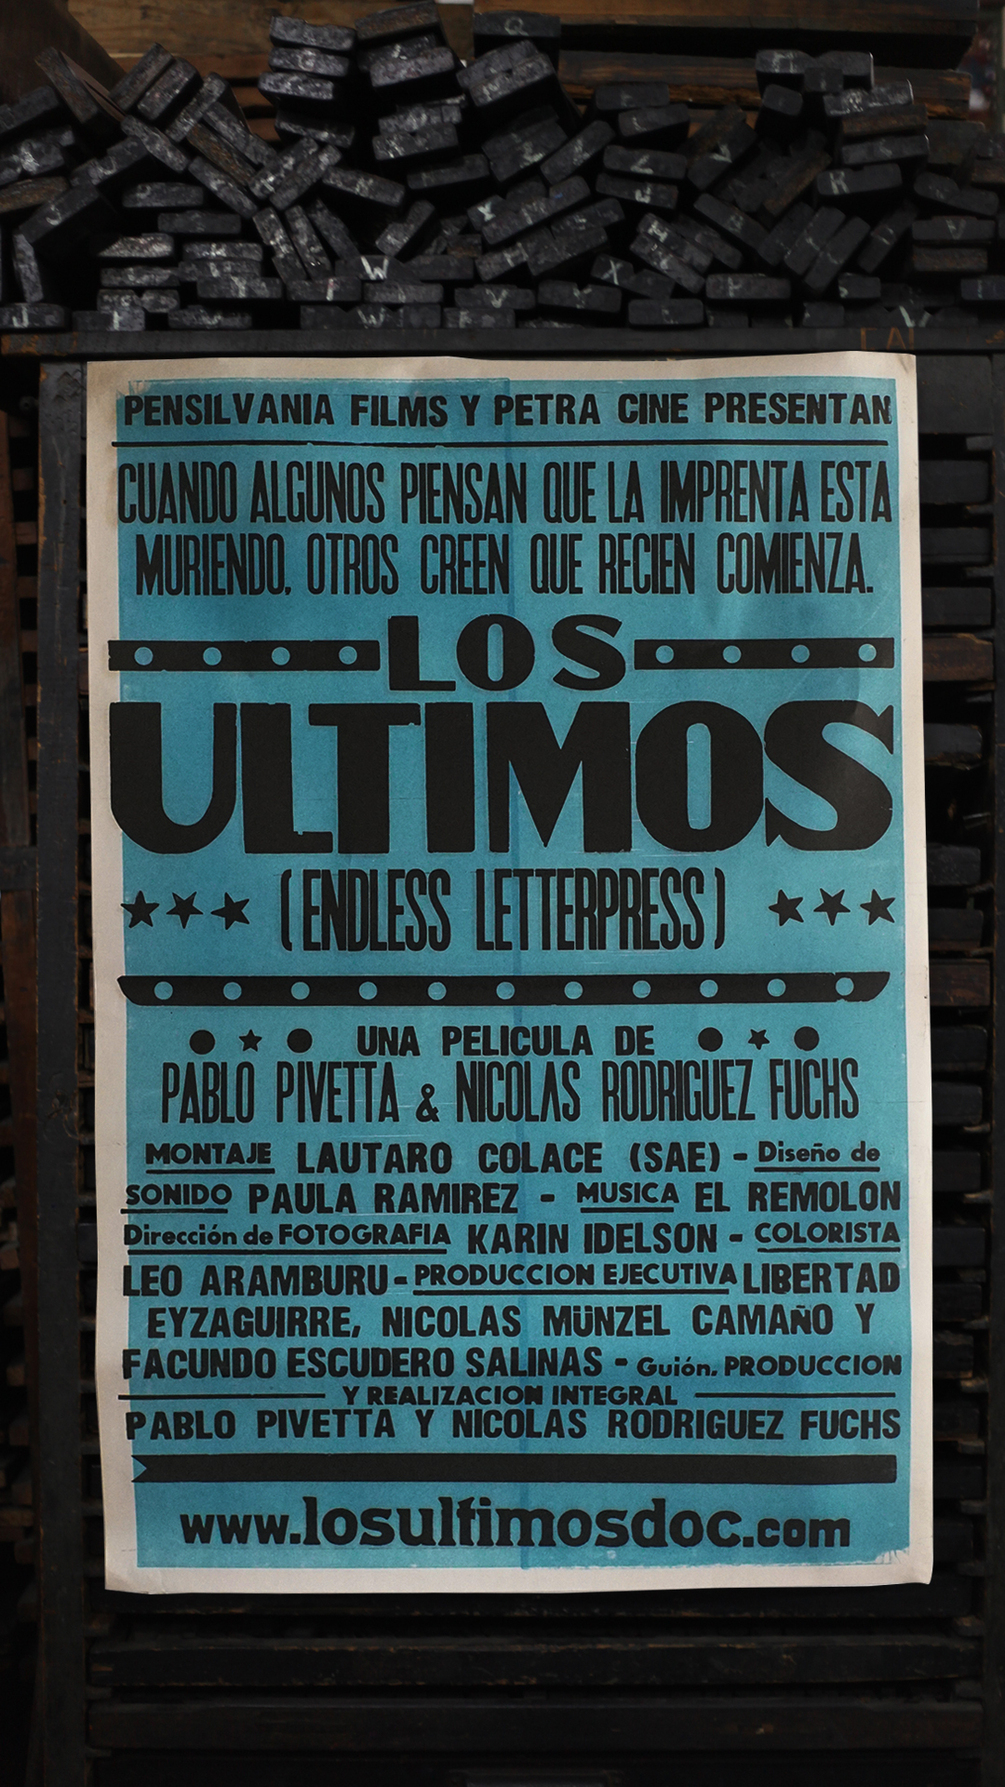 PENSILVANIA FILMS Y PETRA CINE PRESENTAN
CUANDO ALGUNOS PIENSAN QUE LA IMPRENTA ESTA
MURIENDO, OTROS CREEN QUE RECIEN COMIENZA.
LOS
ULTIMOS
(ENDLESS LETTERPRESS)
UNA PELICULA DE
PABLO PIVETTA & NICOLAS RODRIGUEZ FUCHS
MONTAJE LAUTARO COLACE (SAE) - Diseño de
SONIDO PAULA RAMIREZ - MUSICA EL REMOLON
Dirección de FOTOGRAFIA KARIN IDELSON - COLORISTA
LEO ARAMBURU - PRODUCCION EJECUTIVA LIBERTAD
EYZAGUIRRE, NICOLAS MÜNZEL CAMAÑO Y
FACUNDO ESCUDERO SALINAS - Guión, PRODUCCION
Y REALIZACION INTEGRAL
PABLO PIVETTA Y NICOLAS RODRIGUEZ FUCHS
www.losultimosdoc.com